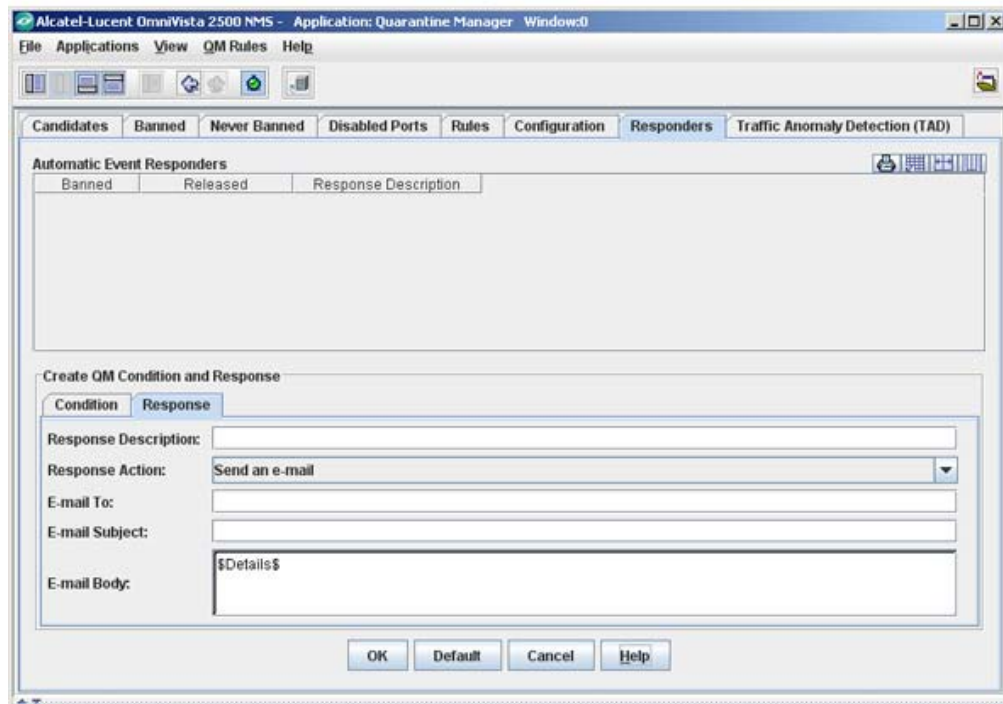 Alcatel-Lucent OmniVista 2500 NMS - Application: Quarantine Manager Window:0
File Applications View QM Rules Help
Candidates Banned Never Banned Disabled Ports Rules Configuration Responders Traffic Anomaly Detection (TAD)
Automatic Event Responders
Banned Released Response Description
Create QM Condition and Response
Condition Response
Response Description:
Response Action: Send an e-mail
E-mail To:
E-mail Subject:
E-mail Body: $Details$
OK Default Cancel Help